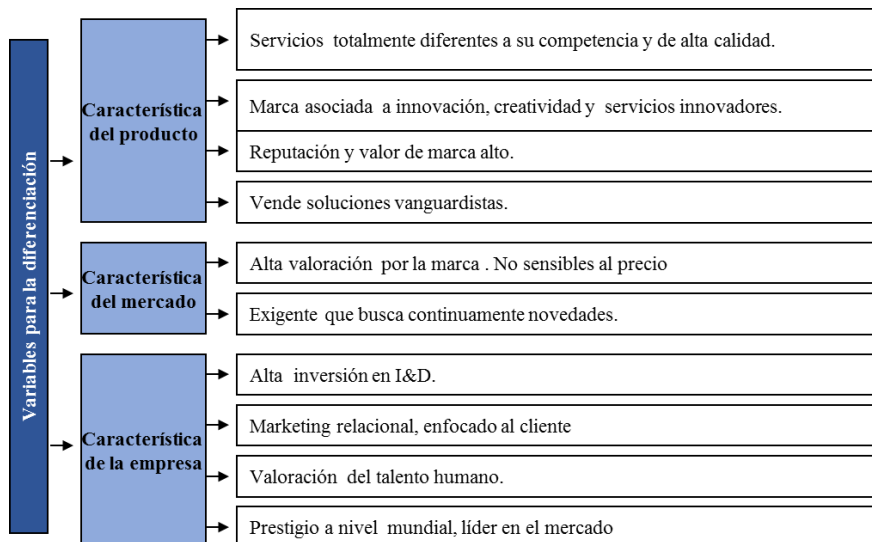 Variables para la diferenciación
Característica
del producto
Servicios totalmente diferentes a su competencia y de alta calidad.
Marca asociada a innovación, creatividad y servicios innovadores.
Reputación y valor de marca alto.
Vende soluciones vanguardistas.
Característica
del mercado
Alta valoración por la marca . No sensibles al precio
Exigente que busca continuamente novedades.
Característica
de la empresa
Alta inversión en I&D.
Marketing relacional, enfocado al cliente
Valoración del talento humano.
Prestigio a nivel mundial, líder en el mercado